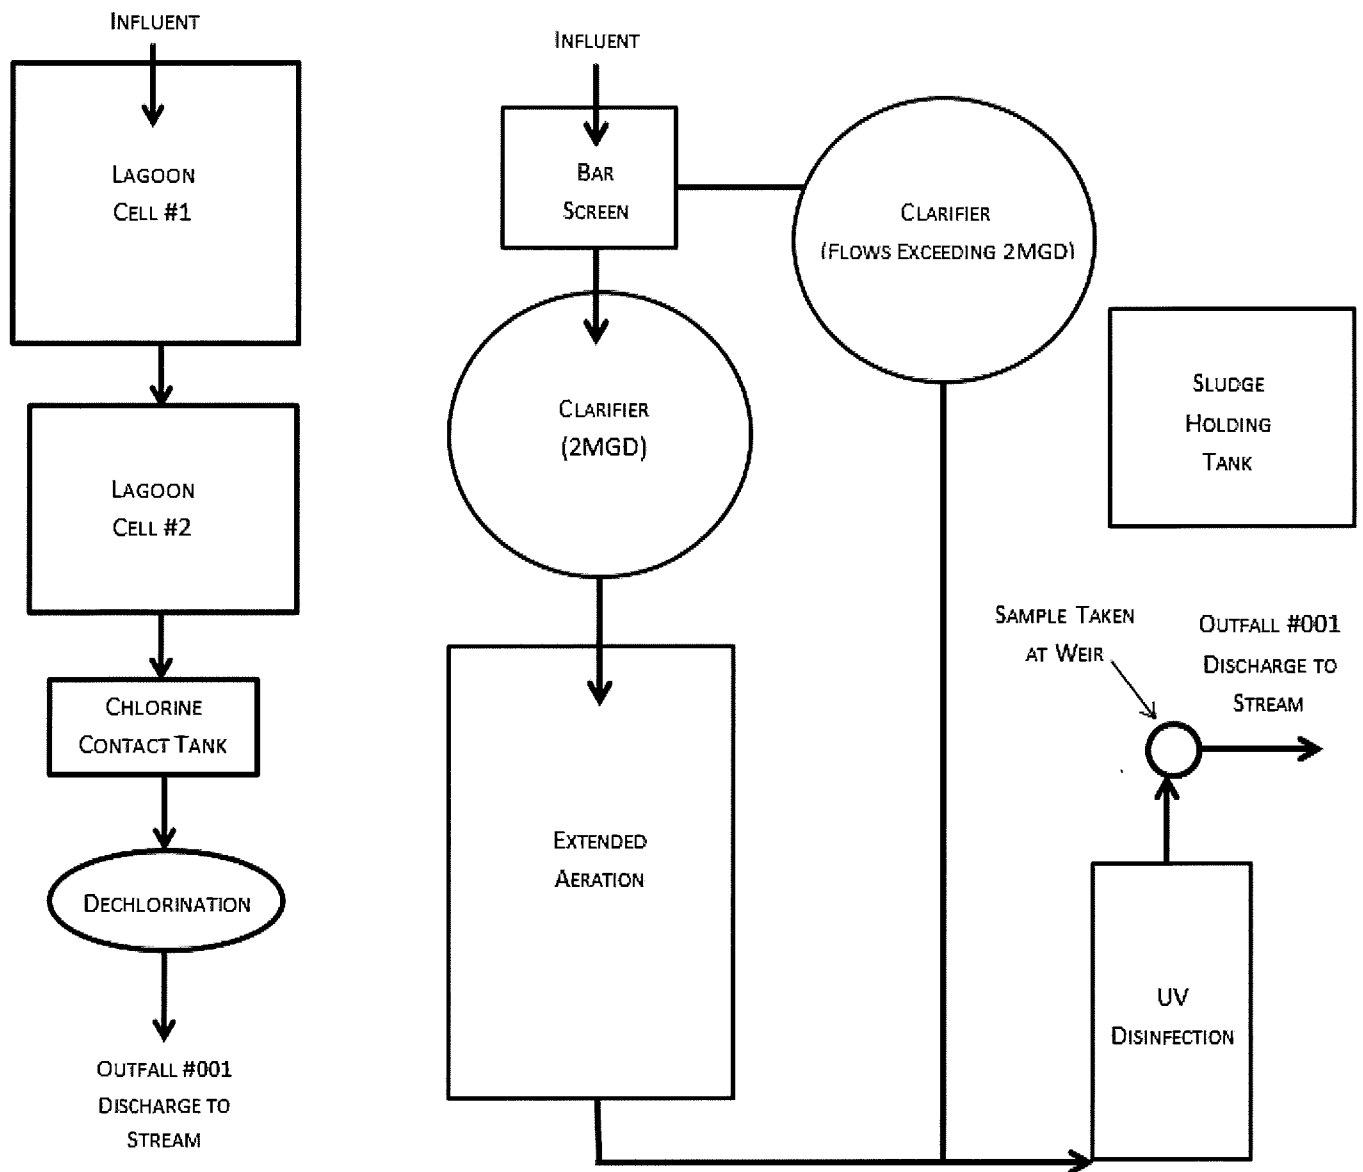 INFLUENT
LAGOON
CELL #1
LAGOON
CELL #2
CHLORINE
CONTACT TANK
DECHLORINATION
OUTFALL #001
DISCHARGE TO
STREAM
INFLUENT
BAR
SCREEN
CLARIFIER
(FLOWS EXCEEDING 2MGD)
CLARIFIER
(2MGD)
EXTENDED
AERATION
SLUDGE
HOLDING
TANK
SAMPLE TAKEN
AT WEIR
OUTFALL #001
DISCHARGE TO
STREAM
UV
DISINFECTION